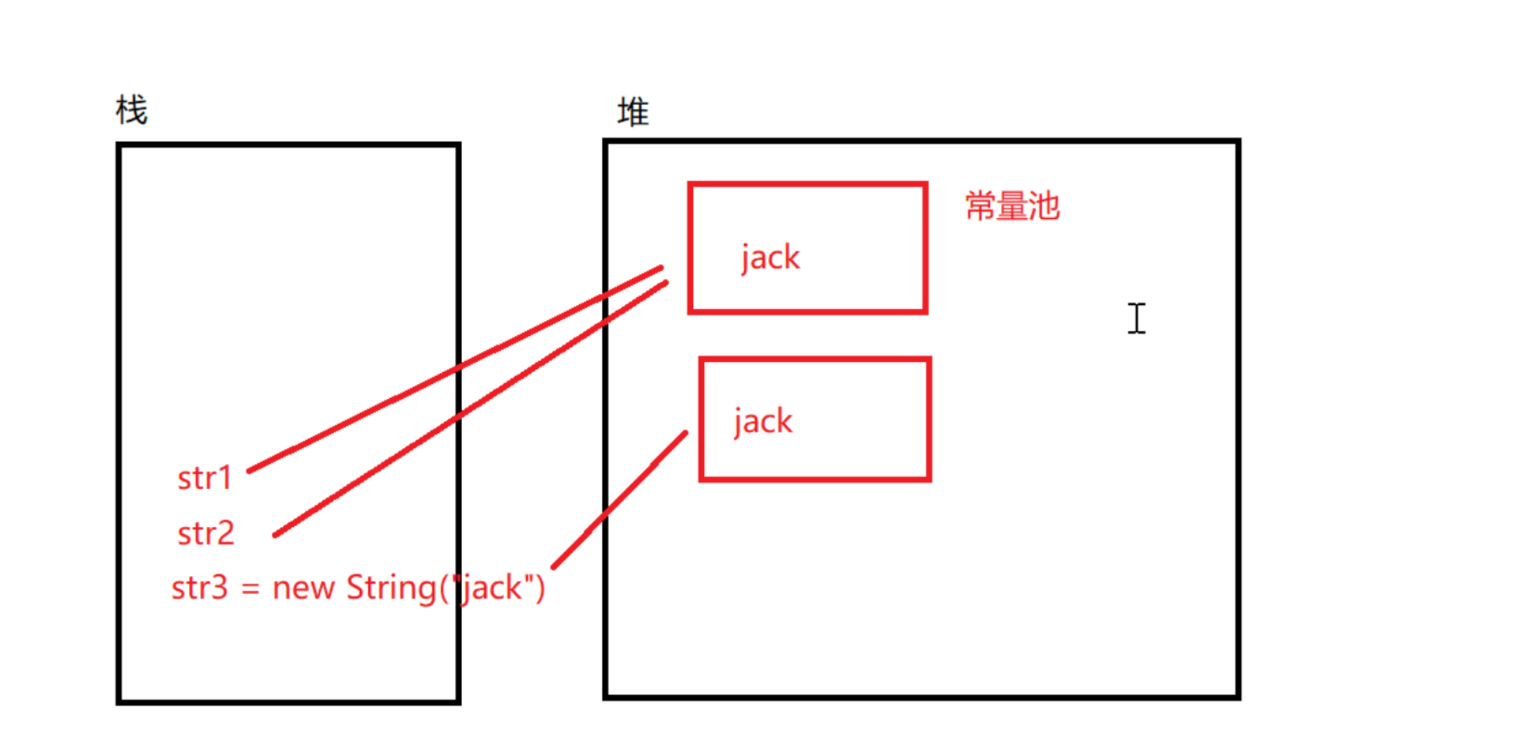 栈
堆
常量池
jack
jack
str1
str2
str3 = new String("jack")